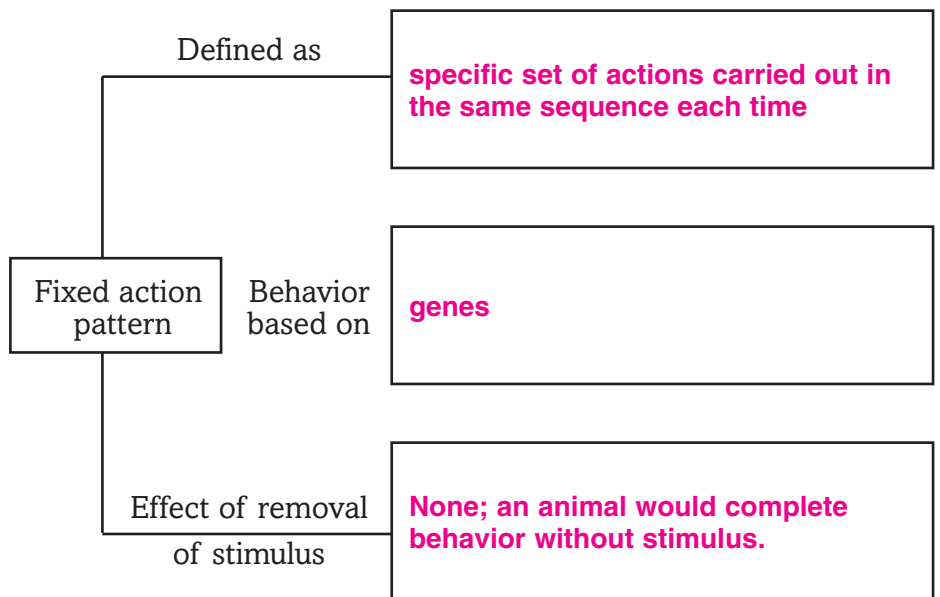 Defined as
specific set of actions carried out in
the same sequence each time
Fixed action
pattern
Behavior
based on
genes
Effect of removal
of stimulus
None; an animal would complete
behavior without stimulus.